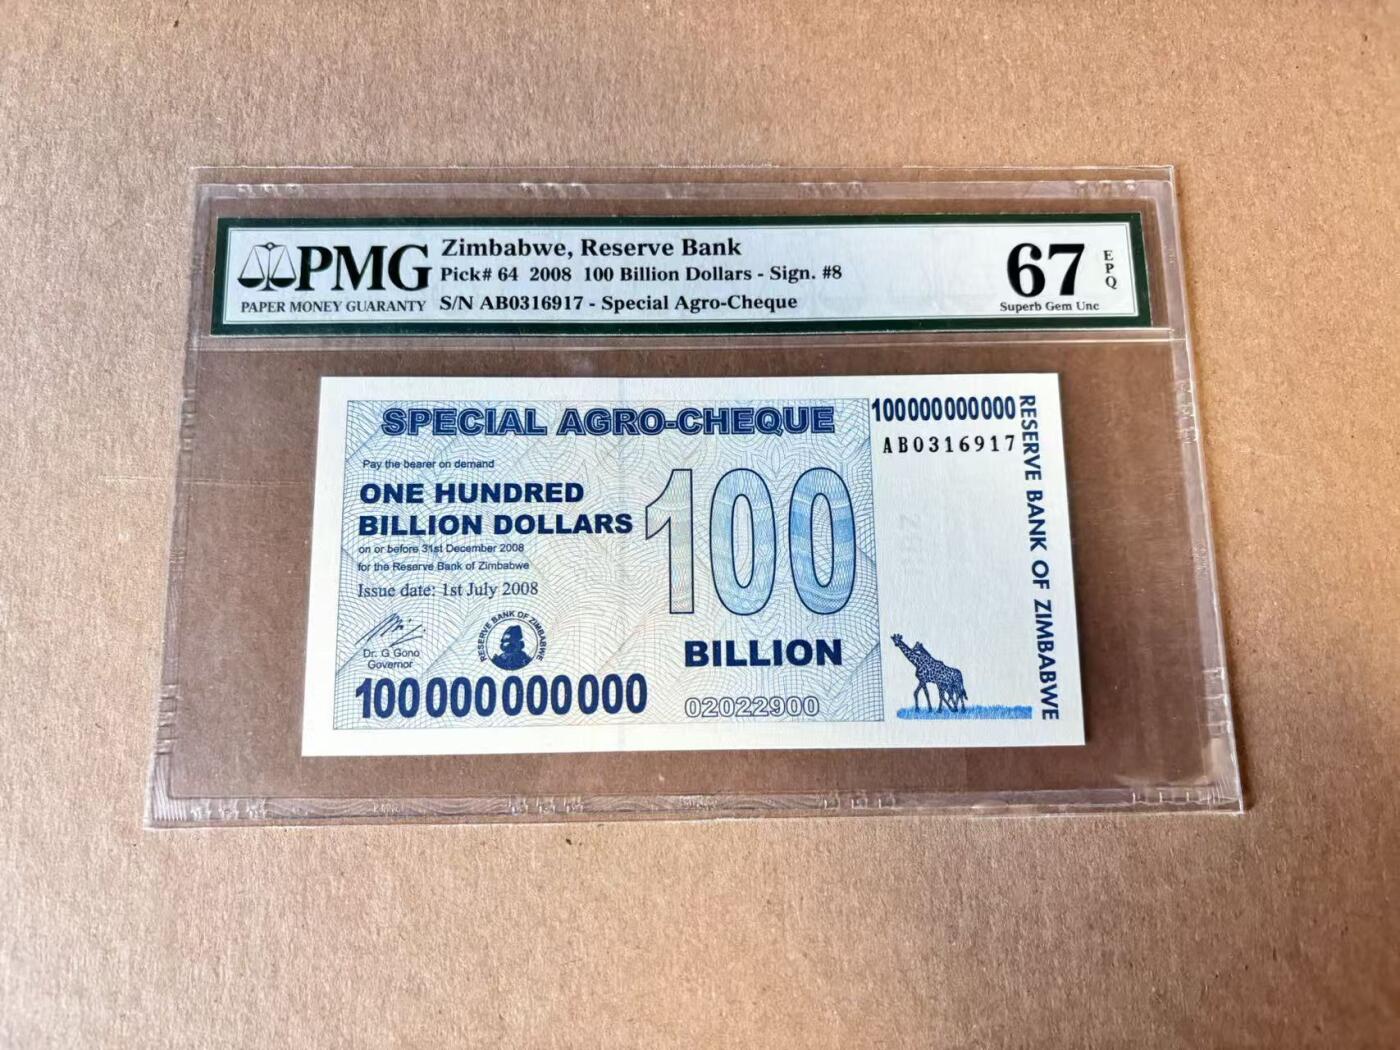 PMG
PAPER MONEY GUARANTY
Zimbabwe, Reserve Bank
Pick# 64 2008 100 Billion Dollars - Sign. #8
S/N AB0316917 - Special Agro-Cheque
67
EPQ
Superb Gem Unc
SPECIAL AGRO-CHEQUE
100000000000
AB0316917
Pay the bearer on demand
ONE HUNDRED
BILLION DOLLARS
on or before 31st December 2008
for the Reserve Bank of Zimbabwe
Issue date: 1st July 2008
Dr. G Gono
Governor
RESERVE BANK OF ZIMBABWE
100000000000
100
BILLION
02022900
RESERVE BANK OF ZIMBABWE